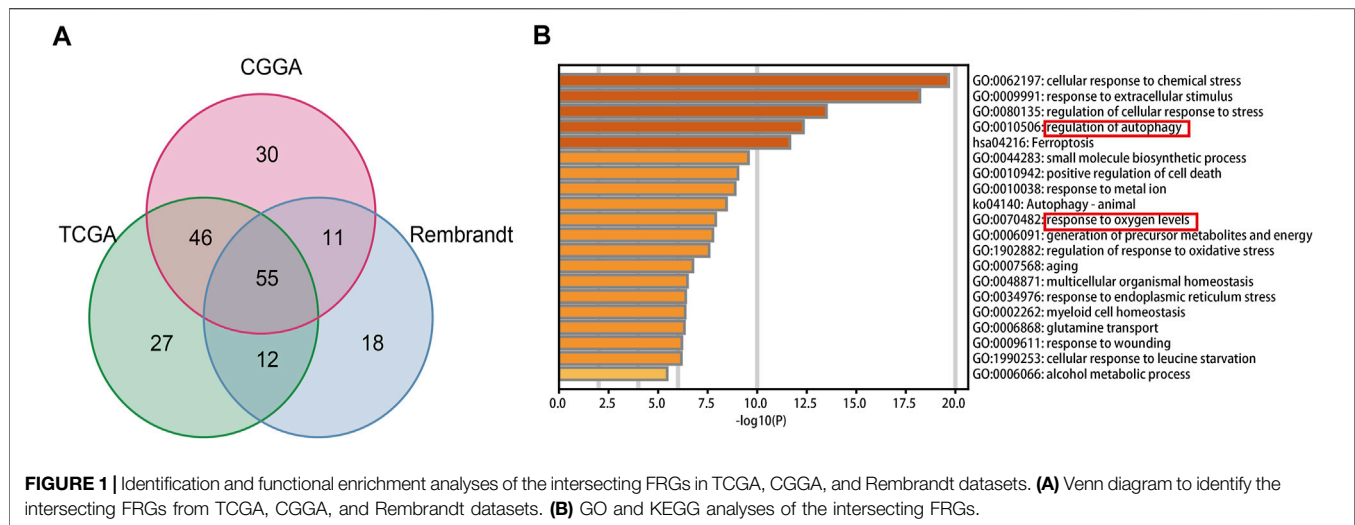 A
CGGA
30
TCGA
46
11
Rembrandt
55
27
12
18
B
GO:0062197: cellular response to chemical stress
GO:0009991: response to extracellular stimulus
GO:0080135: regulation of cellular response to stress
GO:0010506: regulation of autophagy
hsa04216: Ferroptosis
GO:0044283: small molecule biosynthetic process
GO:0010942: positive regulation of cell death
GO:0010038: response to metal ion
ko04140: Autophagy - animal
GO:0070482: response to oxygen levels
GO:0006091: generation of precursor metabolites and energy
GO:1902882: regulation of response to oxidative stress
GO:0007568: aging
GO:0048871: multicellular organismal homeostasis
GO:0034976: response to endoplasmic reticulum stress
GO:0002262: myeloid cell homeostasis
GO:0006868: glutamine transport
GO:0009611: response to wounding
GO:1990253: cellular response to leucine starvation
GO:0006066: alcohol metabolic process
0.0 2.5 5.0 7.5 10.0 12.5 15.0 17.5 20.0
-log10(P)
FIGURE 1 | Identification and functional enrichment analyses of the intersecting FRGs in TCGA, CGGA, and Rembrandt datasets. (A) Venn diagram to identify the
intersecting FRGs from TCGA, CGGA, and Rembrandt datasets. (B) GO and KEGG analyses of the intersecting FRGs.